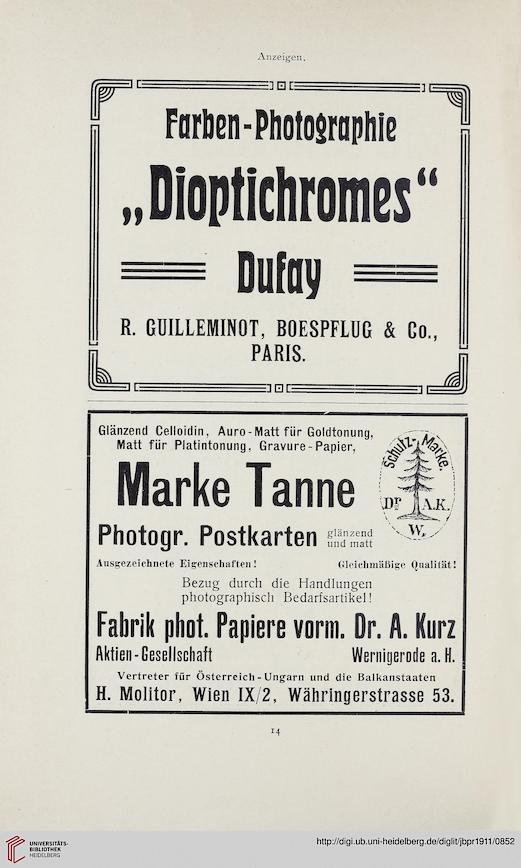 Anzeigen.
Farben-Photographie
„Dioptichromes“
Dufay
R. GUILLEMINOT, BOESPFLUG & Co.,
PARIS.
Glänzend Celloidin, Auro-Matt für Goldtonung,
Matt für Platintonung, Gravure-Papier,
Schutz-Marke.
Dr A.K.
W.
Marke Tanne
Photogr. Postkarten glänzend
und matt
Ausgezeichnete Eigenschaften! Gleichmäßige Qualität!
Bezug durch die Handlungen
photographisch Bedarfsartikel!
Fabrik phot. Papiere vorm. Dr. A. Kurz
Aktien-Gesellschaft Wernigerode a. H.
Vertreter für Österreich-Ungarn und die Balkanstaaten
H. Molitor, Wien IX/2, Währingerstrasse 53.
14
UNIVERSITÄTS-
BIBLIOTHEK
HEIDELBERG
http://digi.ub.uni-heidelberg.de/diglit/jbpr1911/0852